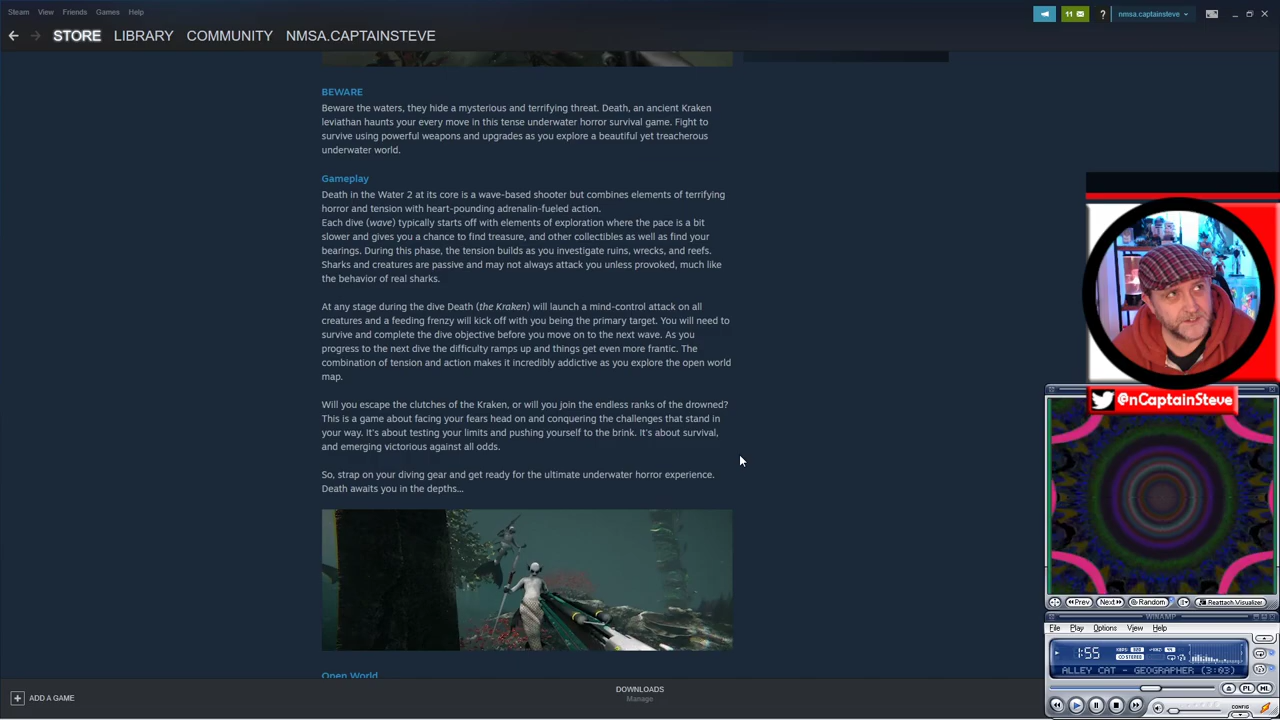 Steam View Friends Games Help
11 ? nmsa.captainsteve
STORE LIBRARY COMMUNITY NMSA.CAPTAINSTEVE
BEWARE
Beware the waters, they hide a mysterious and terrifying threat. Death, an ancient Kraken
leviathan haunts your every move in this tense underwater horror survival game. Fight to
survive using powerful weapons and upgrades as you explore a beautiful yet treacherous
underwater world.
Gameplay
Death in the Water 2 at its core is a wave-based shooter but combines elements of terrifying
horror and tension with heart-pounding adrenalin-fueled action.
Each dive (wave) typically starts off with elements of exploration where the pace is a bit
slower and gives you a chance to find treasure, and other collectibles as well as find your
bearings. During this phase, the tension builds as you investigate ruins, wrecks, and reefs.
Sharks and creatures are passive and may not always attack you unless provoked, much like
the behavior of real sharks.
At any stage during the dive Death (the Kraken) will launch a mind-control attack on all
creatures and a feeding frenzy will kick off with you being the primary target. You will need to
survive and complete the dive objective before you move on to the next wave. As you
progress to the next dive the difficulty ramps up and things get even more frantic. The
combination of tension and action makes it incredibly addictive as you explore the open world
map.
Will you escape the clutches of the Kraken, or will you join the endless ranks of the drowned?
This is a game about facing your fears head on and conquering the challenges that stand in
your way. It's about testing your limits and pushing yourself to the brink. It's about survival,
and emerging victorious against all odds.
So, strap on your diving gear and get ready for the ultimate underwater horror experience.
Death awaits you in the depths...
Open World
ADD A GAME
DOWNLOADS
Manage
@nCaptainSteve
Prev Next Random Reattach Visualizer
WINAMP
File Play Options View Help
1:55
STEREO
ALLEY CAT - GEOGRAPHER (3:03)
PL ML
CONFIG